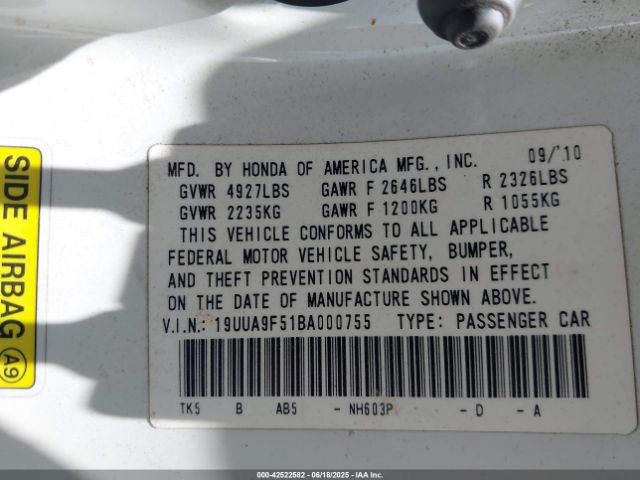 SIDE AIRBAG A9
MFD. BY HONDA OF AMERICA MFG., INC. 09/'10
GVWR 4927LBS GAWR F 2646LBS R 2326LBS
GVWR 2235KG GAWR F 1200KG R 1055KG
THIS VEHICLE CONFORMS TO ALL APPLICABLE
FEDERAL MOTOR VEHICLE SAFETY, BUMPER,
AND THEFT PREVENTION STANDARDS IN EFFECT
ON THE DATE OF MANUFACTURE SHOWN ABOVE.
V.I.N.: 19UUA9F51BA000755 TYPE: PASSENGER CAR
TK5 B AB5 - NH603P - D - A
000-42522582 - 06/18/2025 - IAAI.COM